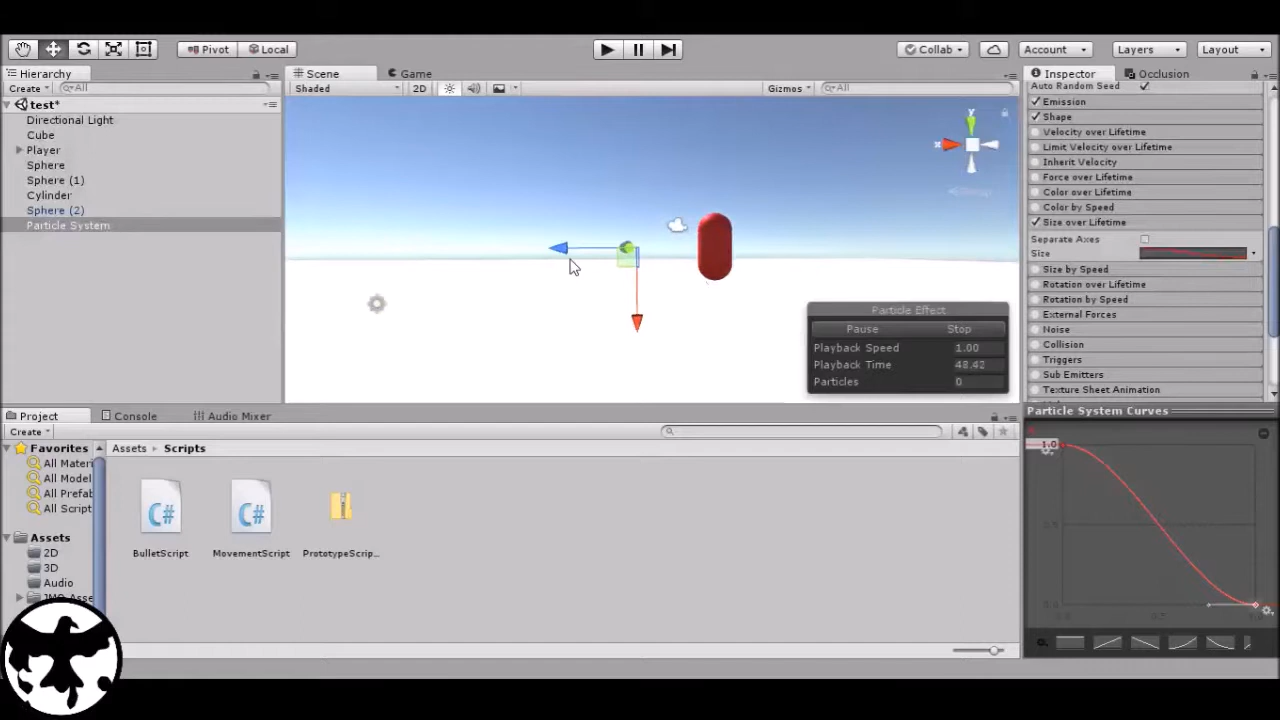 Pivot Local Collab Account Layers Layout
Hierarchy Scene Game Inspector Occlusion
Create All Shaded 2D Gizmos All
test*
Directional Light
Cube
Player
Sphere
Sphere (1)
Cylinder
Sphere (2)
Particle System
Auto Random Seed
Emission
Shape
Velocity over Lifetime
Limit Velocity over Lifetime
Inherit Velocity
Force over Lifetime
Color over Lifetime
Color by Speed
Size over Lifetime
Separate Axes
Size
Size by Speed
Rotation over Lifetime
Rotation by Speed
External Forces
Noise
Collision
Triggers
Sub Emitters
Texture Sheet Animation
y
x
Particle Effect
Pause Stop
Playback Speed 1.00
Playback Time 48.42
Particles 0
Project Console Audio Mixer
Create
Favorites
All Materi
All Model
All Prefab
All Script
Assets
2D
3D
Audio
Assets Scripts
C# C#
BulletScript MovementScript PrototypeScrip...
Particle System Curves
1.0